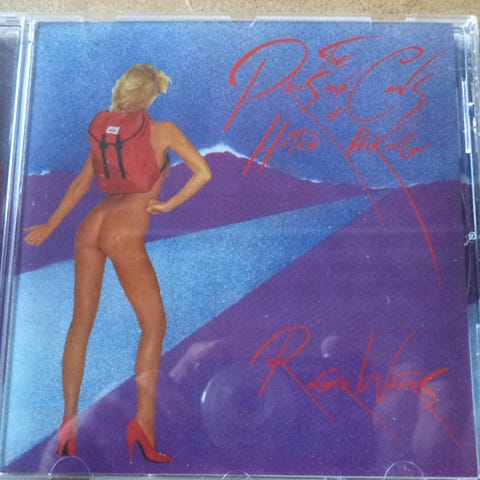 The
Pros and Cons
of
Hitch Hiking
Roger Waters